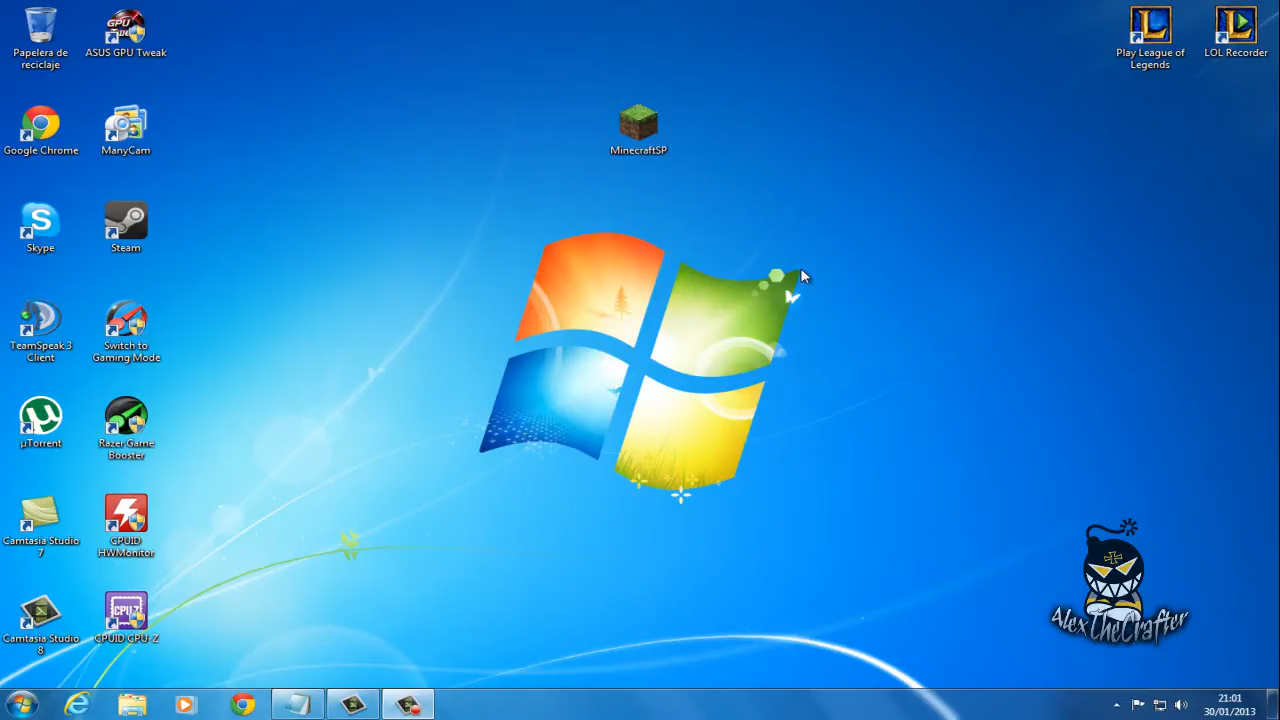 Papelera de
reciclaje
ASUS GPU Tweak
Google Chrome
ManyCam
Skype
Steam
TeamSpeak 3
Client
Switch to
Gaming Mode
µTorrent
Razer Game
Booster
Camtasia Studio
7
CPUID
HWMonitor
Camtasia Studio
8
CPUID CPU-Z
MinecraftSP
Play League of
Legends
LOL Recorder
AlexTheCrafter
21:01
30/01/2013